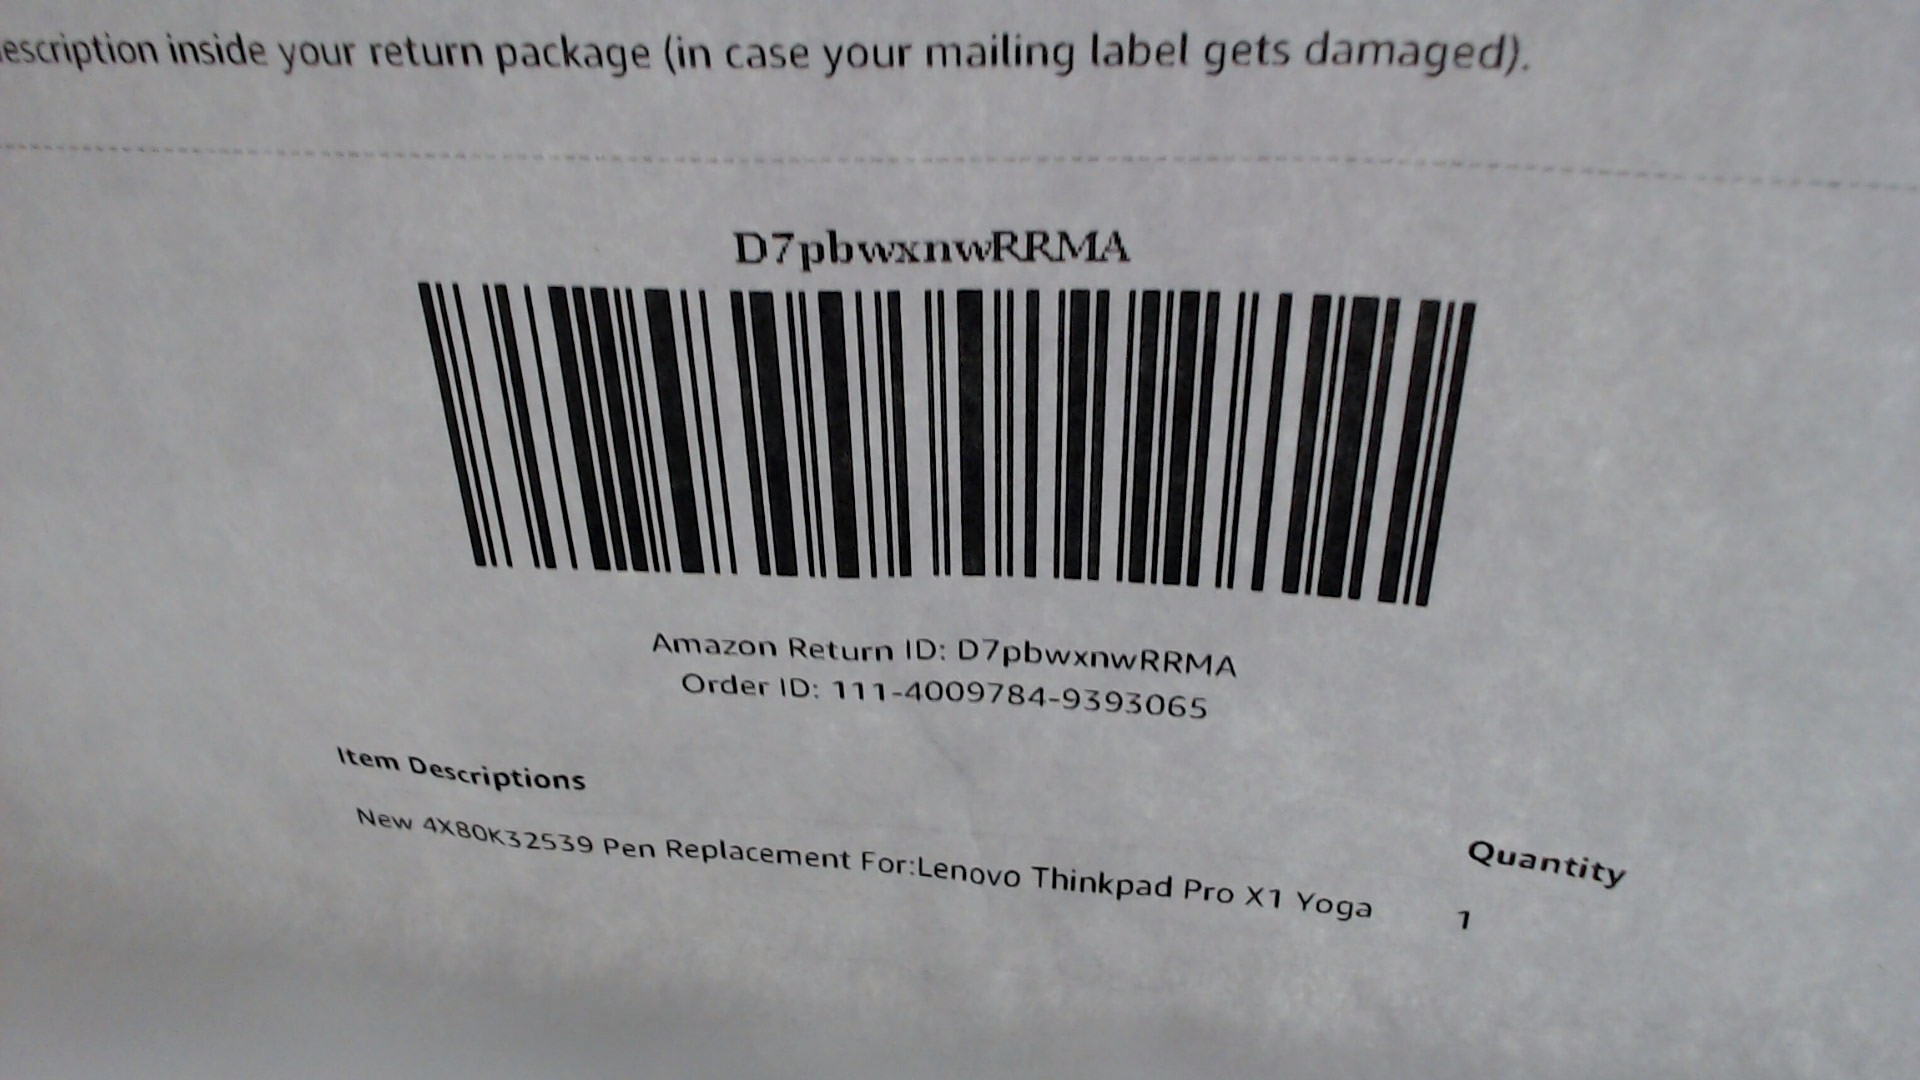 escription inside your return package (in case your mailing label gets damaged).
D7pbwxnwRRMA
Amazon Return ID: D7pbwxnwRRMA
Order ID: 111-4009784-9393065
Item Descriptions
Quantity
New 4X80K32539 Pen Replacement For:Lenovo Thinkpad Pro X1 Yoga
1